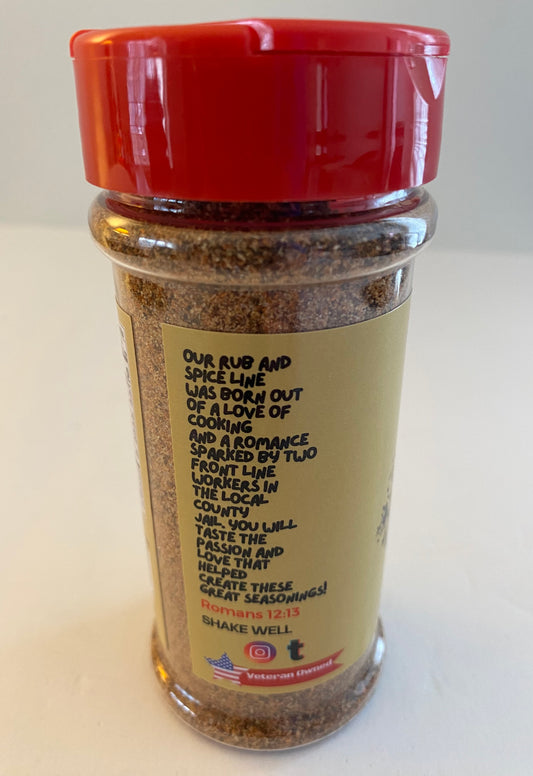 OUR RUB AND
SPICE LINE
WAS BORN OUT
OF A LOVE OF
COOKING
AND A ROMANCE
SPARKED BY TWO
FRONT LINE
WORKERS IN
THE LOCAL
COUNTY
JAIL. YOU WILL
TASTE THE
PASSION AND
LOVE THAT
HELPED
CREATE THESE
GREAT SEASONINGS!
Romans 12:13
SHAKE WELL
t
Veteran Owned